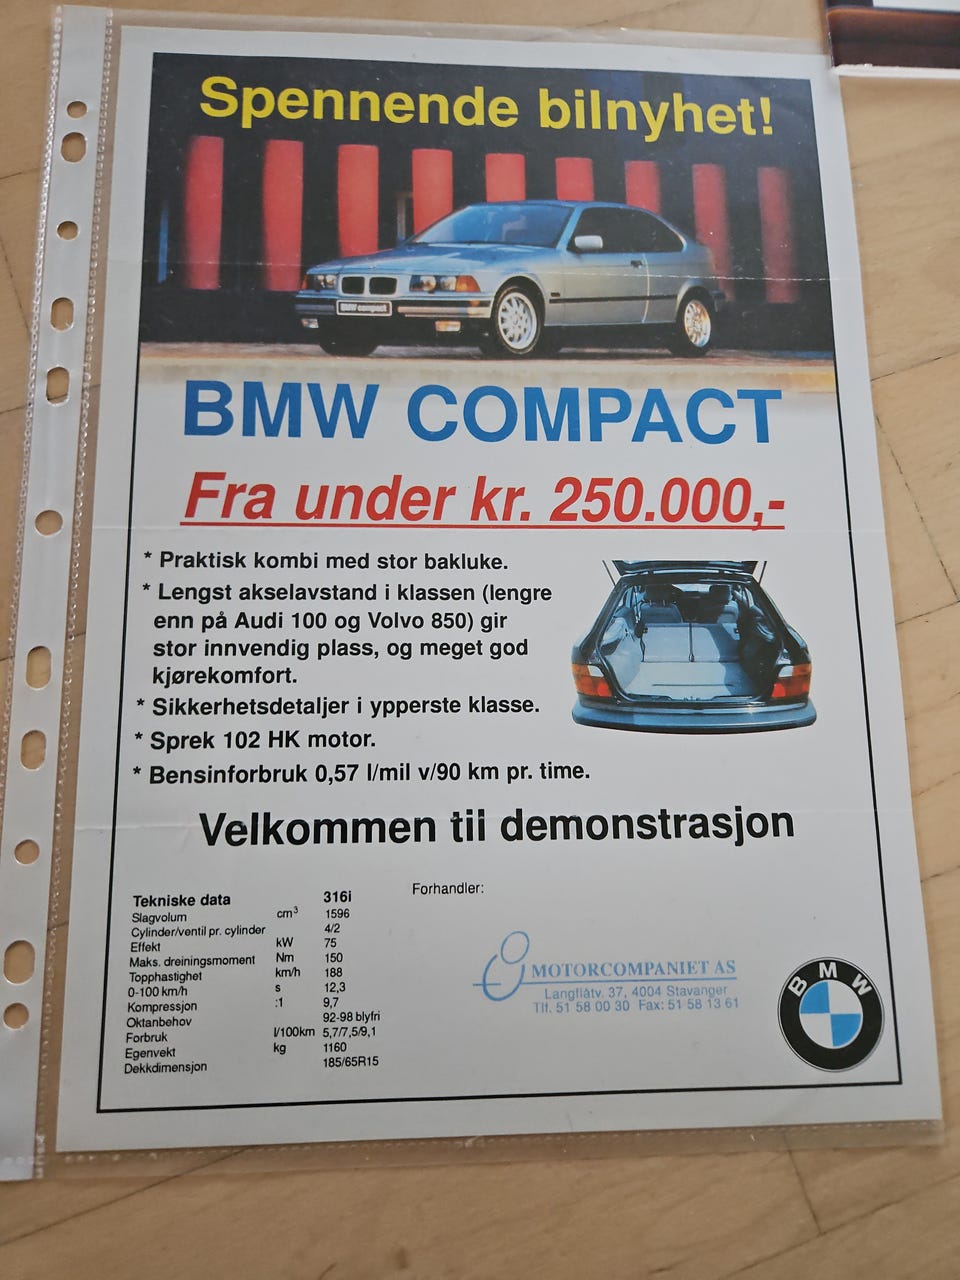 Spennende bilnyhet!
BMW compact
BMW COMPACT
Fra under kr. 250.000,-
* Praktisk kombi med stor bakluke.
* Lengst akselavstand i klassen (lengre
enn på Audi 100 og Volvo 850) gir
stor innvendig plass, og meget god
kjørekomfort.
* Sikkerhetsdetaljer i ypperste klasse.
* Sprek 102 HK motor.
* Bensinforbruk 0,57 l/mil v/90 km pr. time.
Velkommen til demonstrasjon
Tekniske data 316i
Slagvolum cm³ 1596
Cylinder/ventil pr. cylinder 4/2
Effekt kW 75
Maks. dreiningsmoment Nm 150
Topphastighet km/h 188
0-100 km/h s 12,3
Kompresjon :1 9,7
Oktanbehov 92-98 blyfri
Forbruk l/100km 5,7/7,5/9,1
Egenvekt kg 1160
Dekkdimensjon 185/65R15
Forhandler:
MOTORCOMPANIET AS
Langflåtv. 37, 4004 Stavanger
Tlf. 51 58 00 30 Fax: 51 58 13 61
BMW